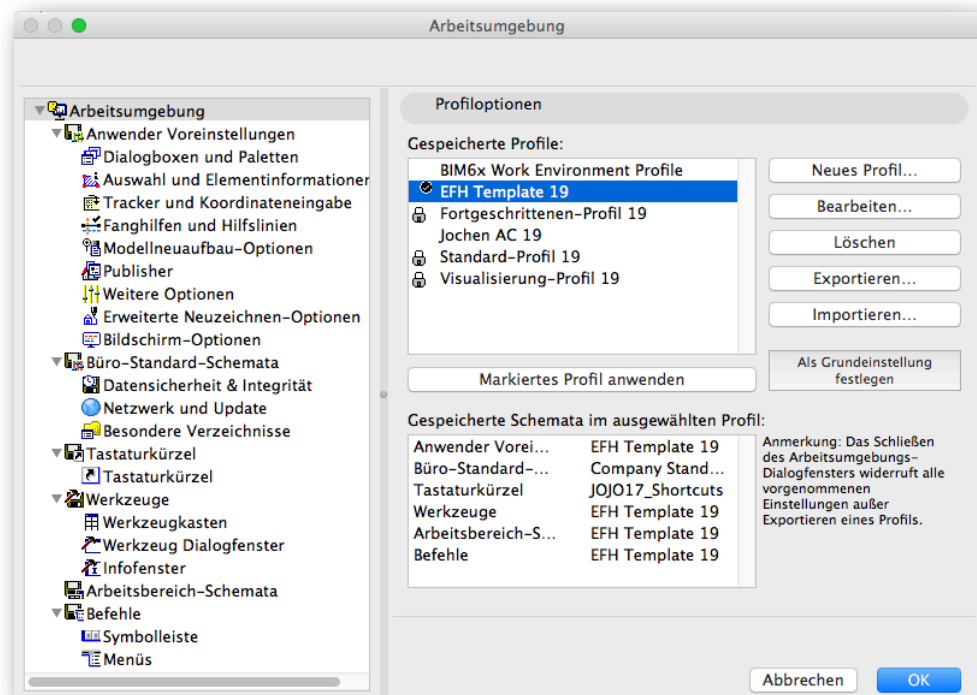 Arbeitsumgebung
Arbeitsumgebung
Anwender Voreinstellungen
Dialogboxen und Paletten
Auswahl und Elementinformationer
Tracker und Koordinateneingabe
Fanghilfen und Hilfslinien
Modellneuaufbau-Optionen
Publisher
Weitere Optionen
Erweiterte Neuzeichnen-Optionen
Bildschirm-Optionen
Büro-Standard-Schemata
Datensicherheit & Integrität
Netzwerk und Update
Besondere Verzeichnisse
Tastaturkürzel
Tastaturkürzel
Werkzeuge
Werkzeugkasten
Werkzeug Dialogfenster
Infofenster
Arbeitsbereich-Schemata
Befehle
Symbolleiste
Menüs
Profiloptionen
Gespeicherte Profile:
BIM6x Work Environment Profile
EFH Template 19
Fortgeschrittenen-Profil 19
Jochen AC 19
Standard-Profil 19
Visualisierung-Profil 19
Neues Profil...
Bearbeiten...
Löschen
Exportieren...
Importieren...
Als Grundeinstellung
festlegen
Markiertes Profil anwenden
Gespeicherte Schemata im ausgewählten Profil:
Anwender Vorei... EFH Template 19
Büro-Standard-... Company Stand...
Tastaturkürzel JOJO17_Shortcuts
Werkzeuge EFH Template 19
Arbeitsbereich-S... EFH Template 19
Befehle EFH Template 19
Anmerkung: Das Schließen
des Arbeitsumgebungs-
Dialogfensters widerruft alle
vorgenommenen
Einstellungen außer
Exportieren eines Profils.
Abbrechen
OK